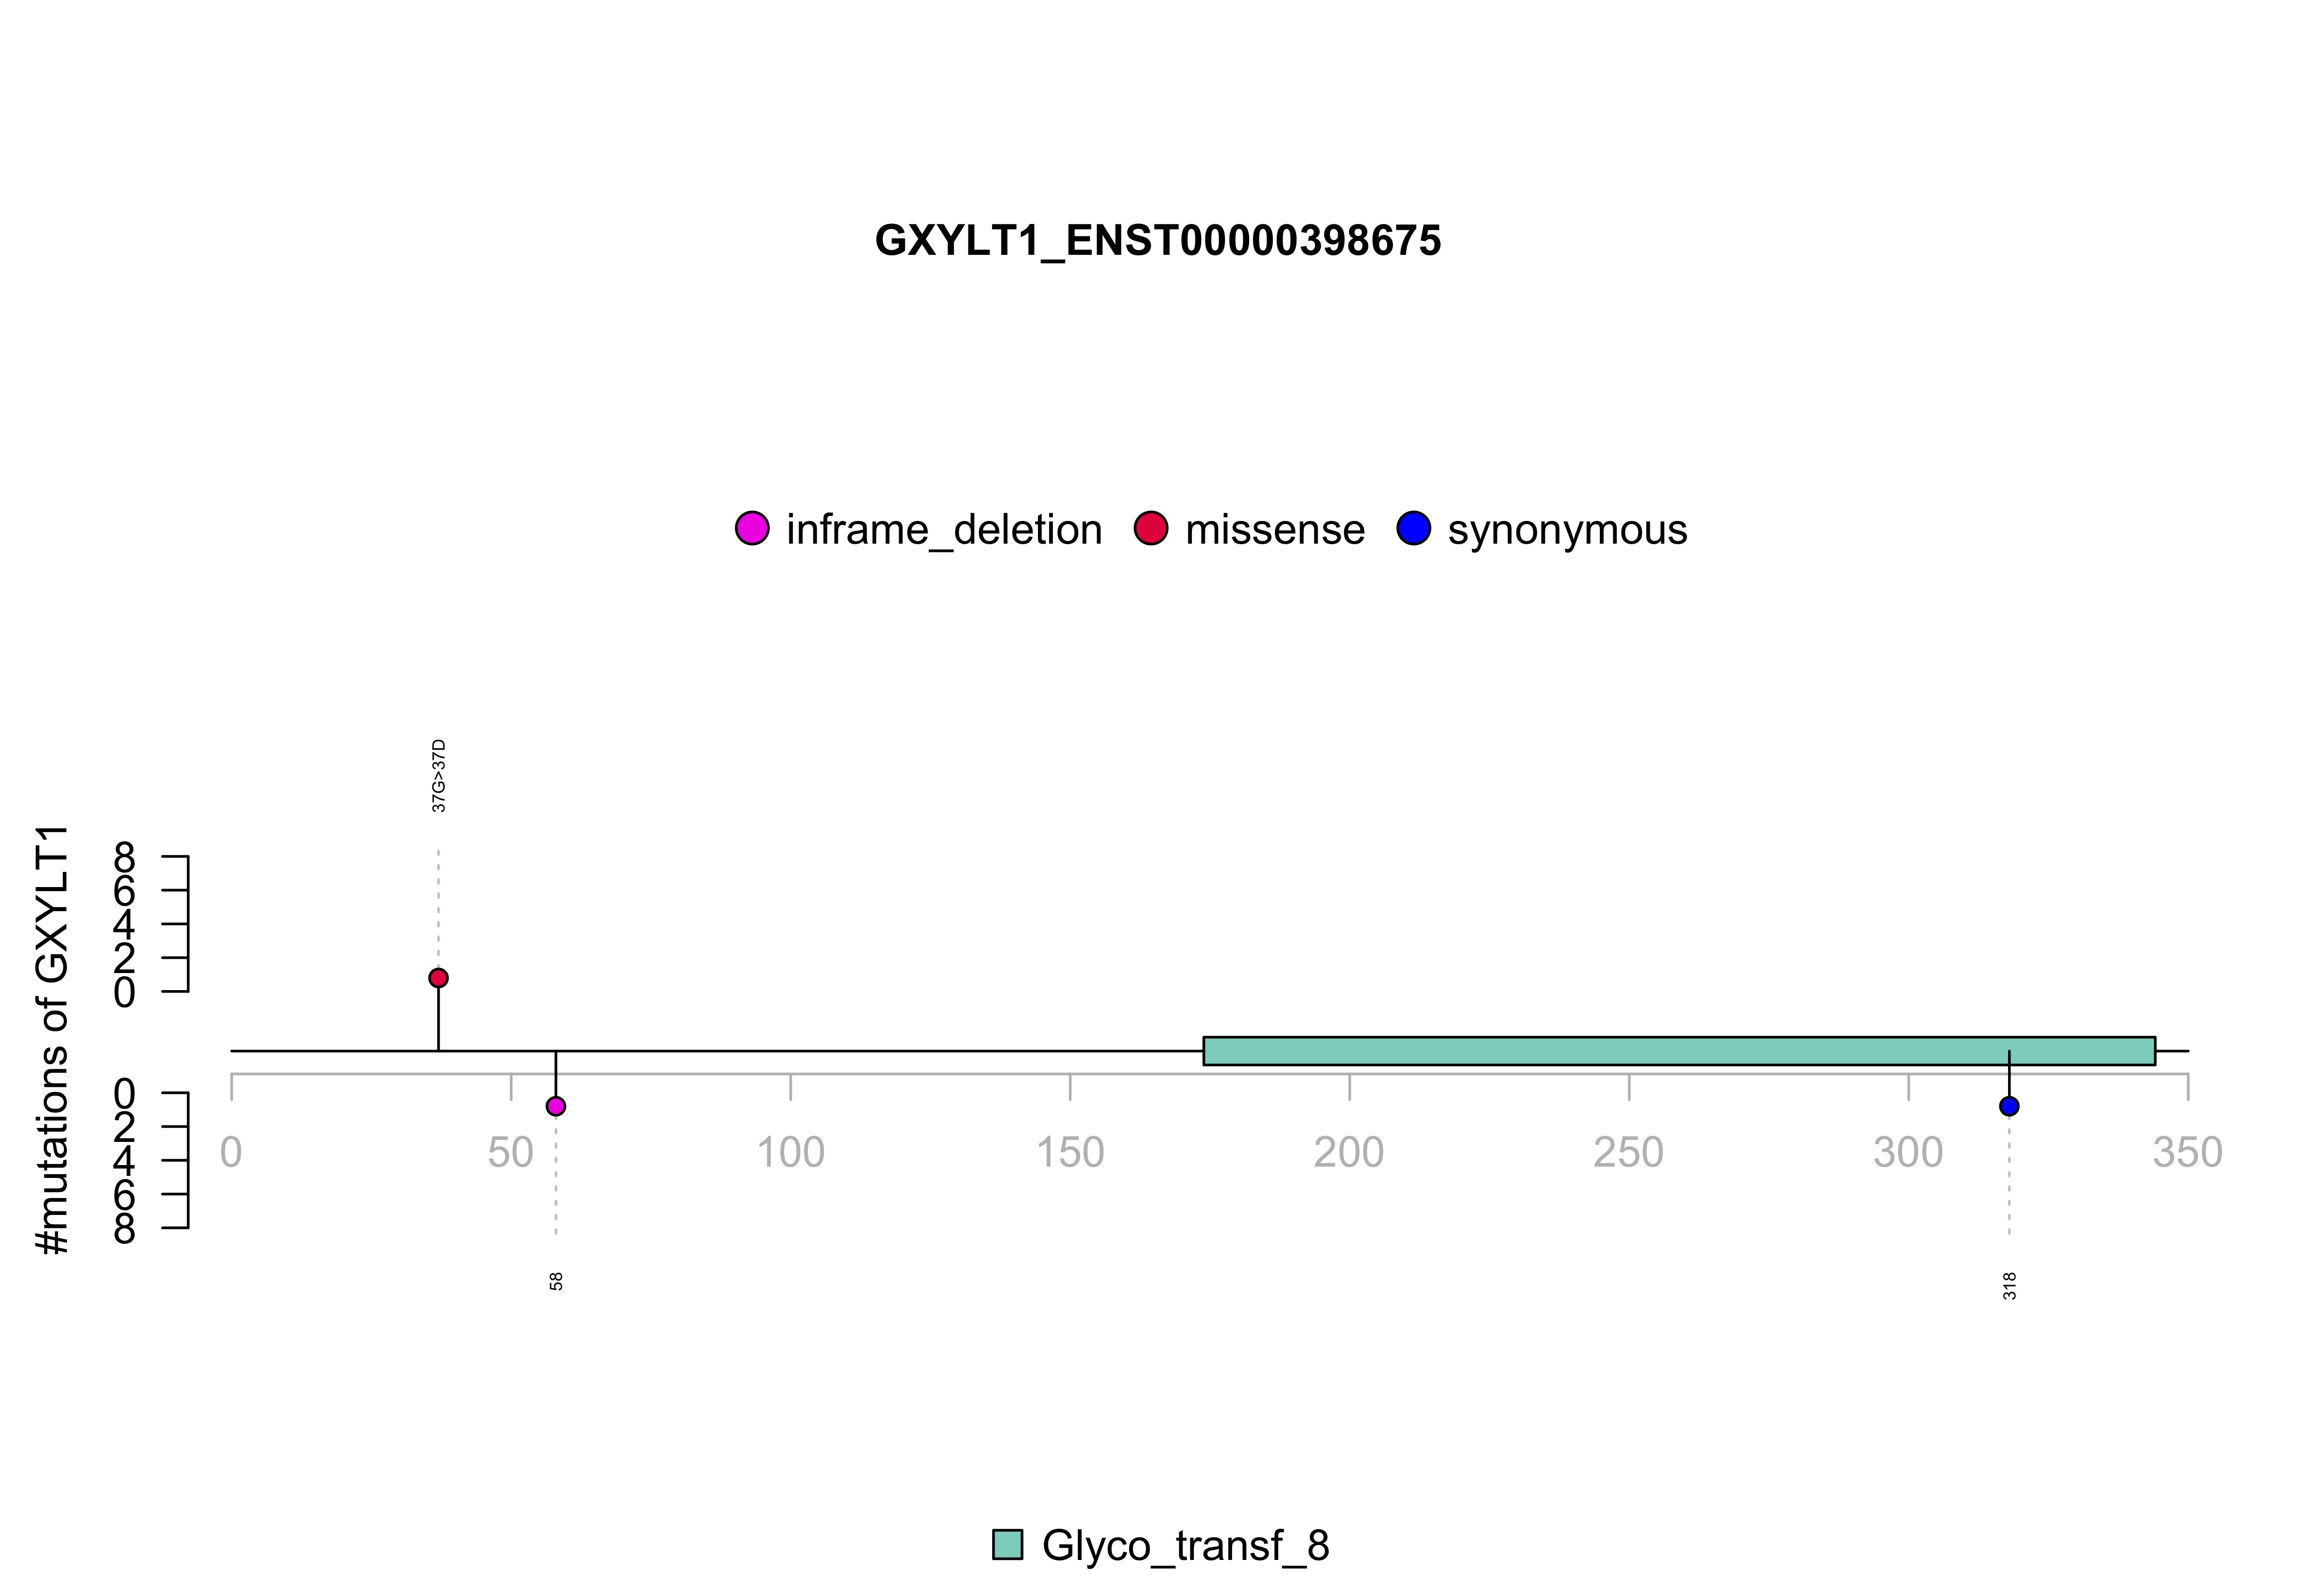 GXYLT1_ENST00000398675
inframe_deletion missense synonymous
37G>37D
#mutations of GXYLT1
8
6
4
2
0
0
2
4
6
8
0 50 100 150 200 250 300 350
58 318
Glyco_transf_8